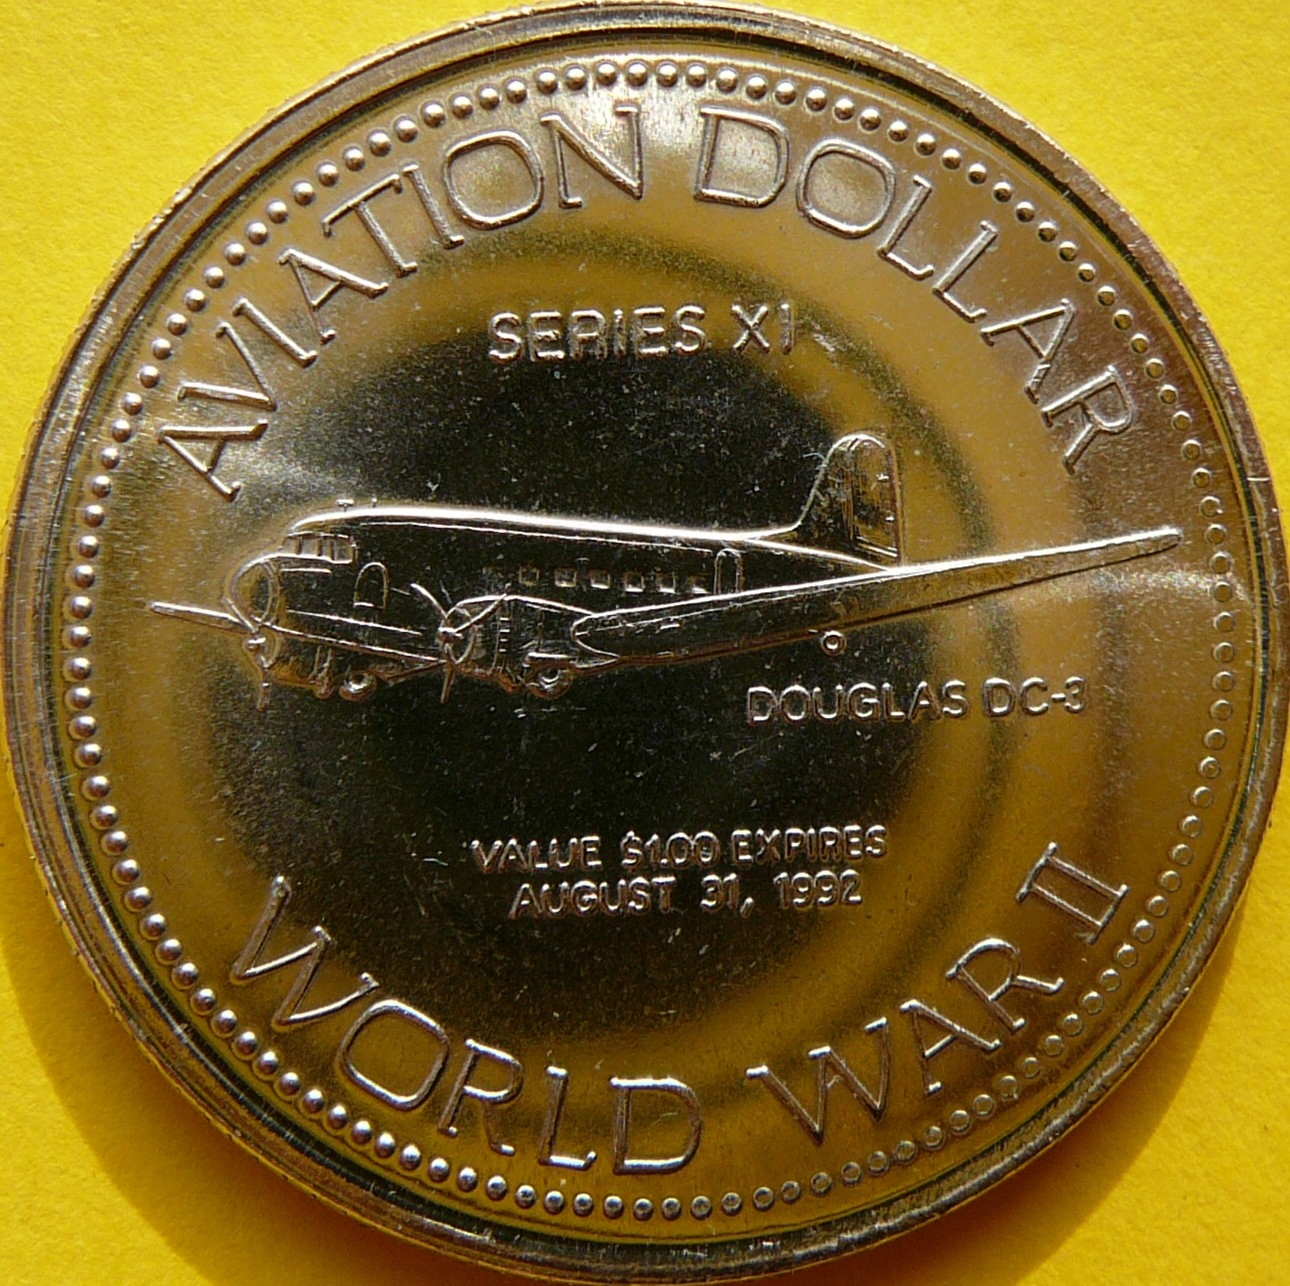 AVIATION DOLLAR
SERIES XI
DOUGLAS DC-3
VALUE $1.00 EXPIRES
AUGUST 31, 1992
WORLD WAR II